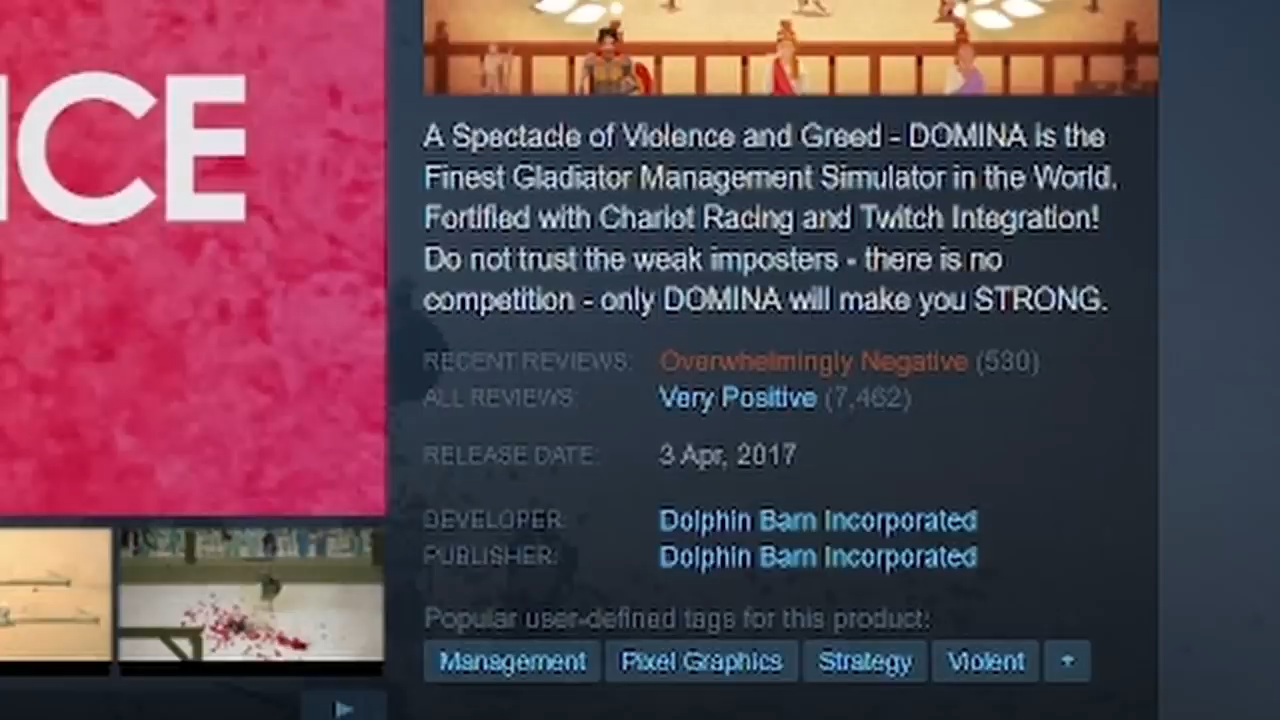 NCE
A Spectacle of Violence and Greed - DOMINA is the
Finest Gladiator Management Simulator in the World.
Fortified with Chariot Racing and Twitch Integration!
Do not trust the weak imposters - there is no
competition - only DOMINA will make you STRONG.
RECENT REVIEWS: Overwhelmingly Negative (530)
ALL REVIEWS: Very Positive (7,462)
RELEASE DATE: 3 Apr, 2017
DEVELOPER: Dolphin Barn Incorporated
PUBLISHER: Dolphin Barn Incorporated
Popular user-defined tags for this product:
Management Pixel Graphics Strategy Violent +